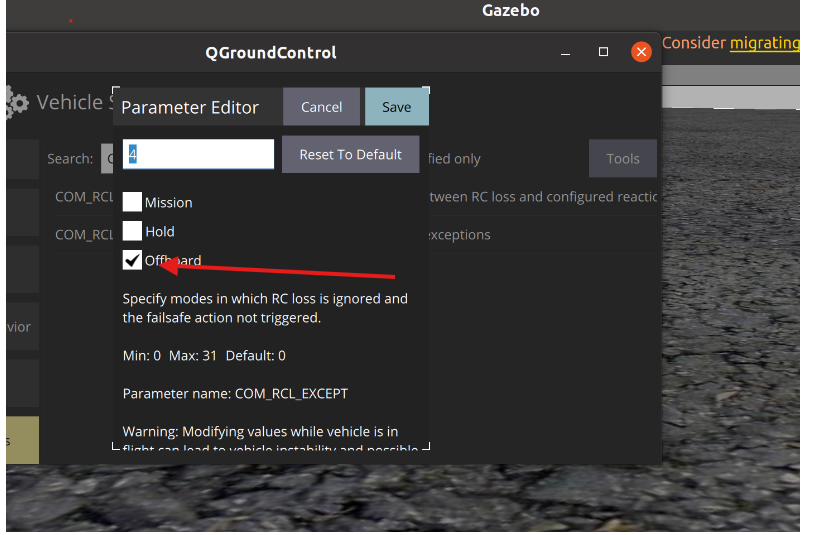 Gazebo
Consider migrating
QGroundControl
Vehicle S
Parameter Editor
Cancel
Save
Search:
4
Reset To Default
fied only
Tools
COM_RCL
tween RC loss and configured reactic
Mission
COM_RCL
xceptions
Hold
Offboard
Specify modes in which RC loss is ignored and
the failsafe action not triggered.
vior
Min: 0 Max: 31 Default: 0
Parameter name: COM_RCL_EXCEPT
Warning: Modifying values while vehicle is in
s
flight can lead to vehicle instability and possible